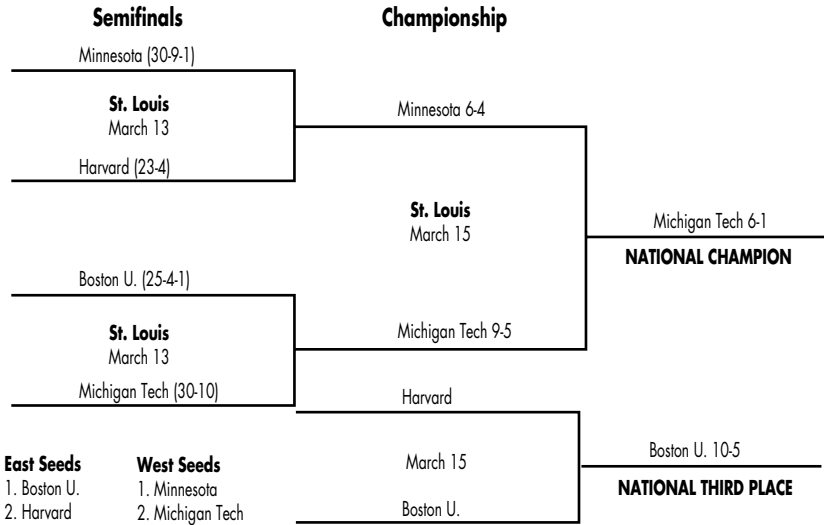 Semifinals
Championship
Minnesota (30-9-1)
St. Louis
March 13
Harvard (23-4)
Minnesota 6-4
St. Louis
March 15
Michigan Tech 6-1
NATIONAL CHAMPION
Boston U. (25-4-1)
St. Louis
March 13
Michigan Tech (30-10)
Michigan Tech 9-5
Harvard
March 15
Boston U.
Boston U. 10-5
NATIONAL THIRD PLACE
East Seeds
1. Boston U.
2. Harvard
West Seeds
1. Minnesota
2. Michigan Tech